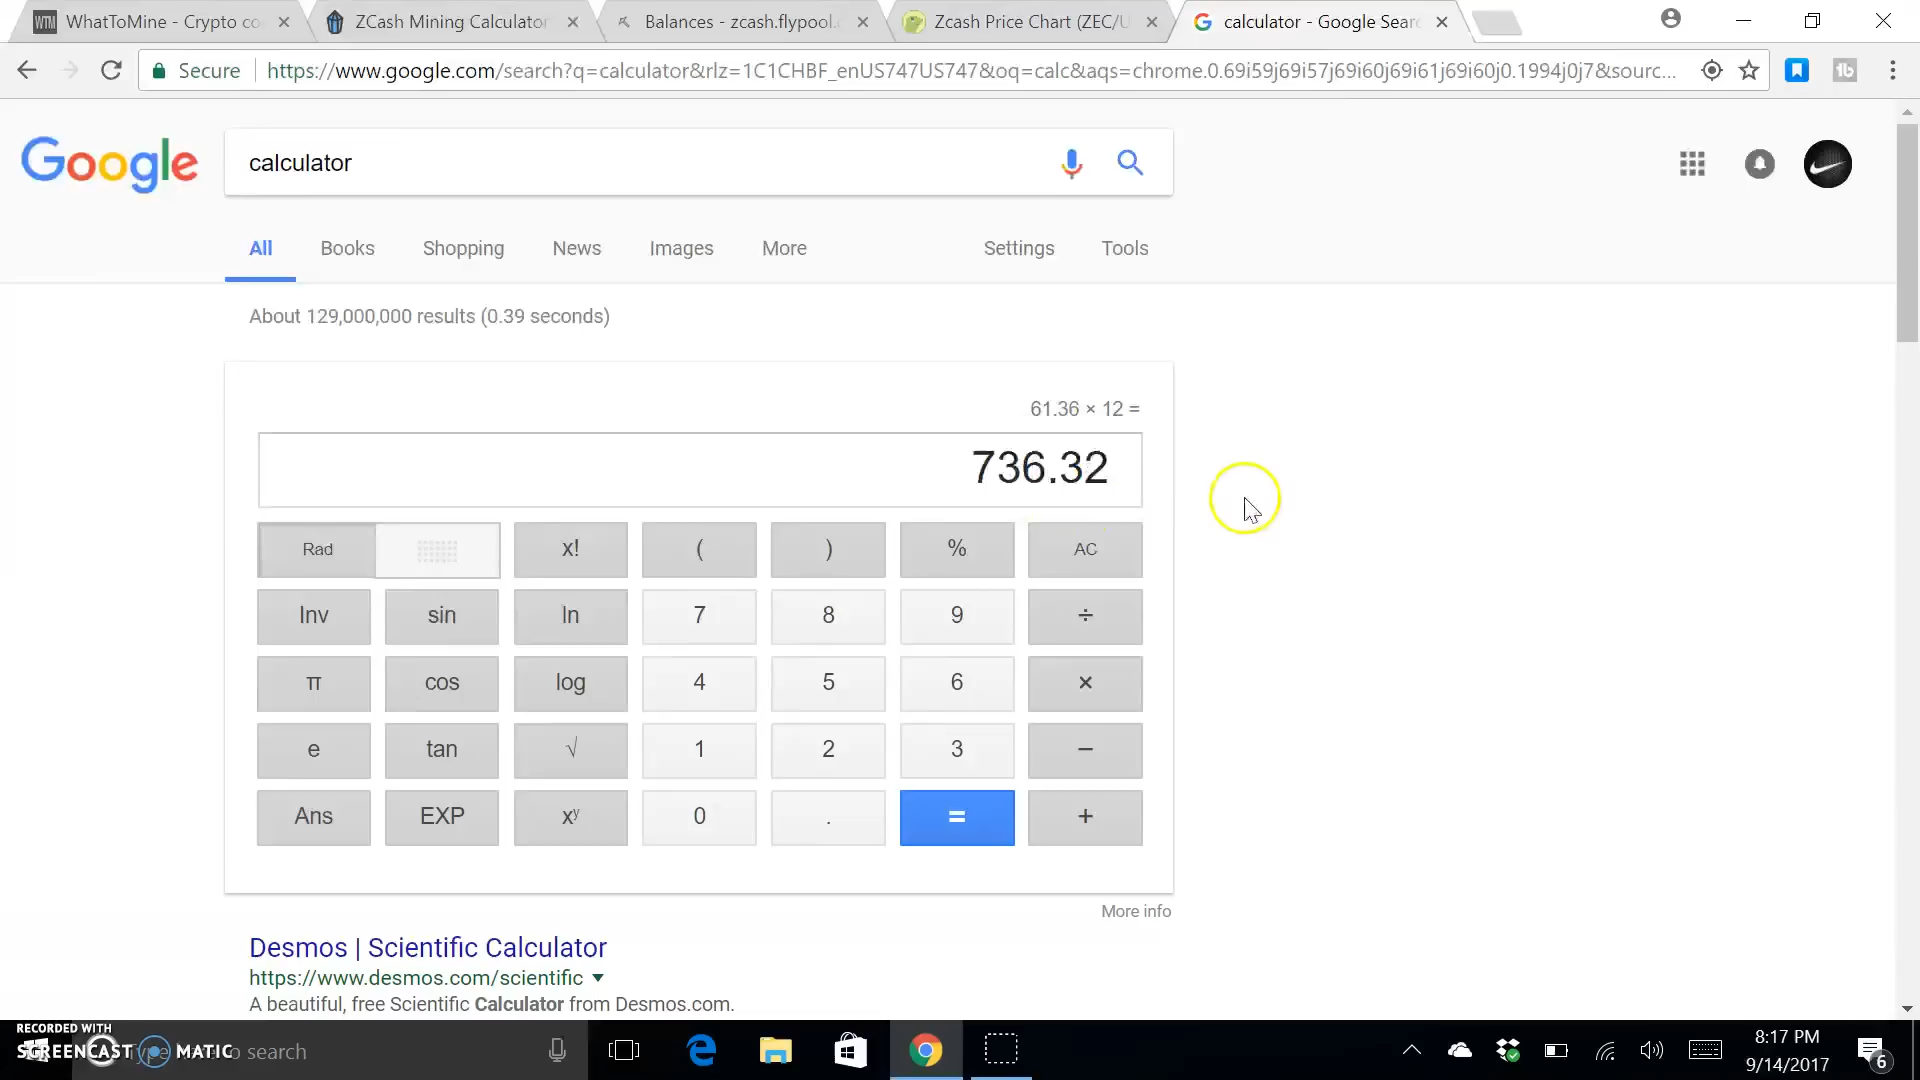 WhatToMine - Crypto co
ZCash Mining Calculator
Balances - zcash.flypool.
Zcash Price Chart (ZEC/U
calculator - Google Sear
Secure
https://www.google.com/search?q=calculator&rlz=1C1CHBF_enUS747US747&oq=calc&aqs=chrome.0.69i59j69i57j69i60j69i61j69i60j0.1994j0j7&sourc...
Google
calculator
All Books Shopping News Images More Settings Tools
About 129,000,000 results (0.39 seconds)
61.36 × 12 =
736.32
Rad x! ( ) % AC
Inv sin ln 7 8 9 ÷
π cos log 4 5 6 ×
e tan √ 1 2 3 −
Ans EXP xʸ 0 . = +
More info
Desmos | Scientific Calculator
https://www.desmos.com/scientific
A beautiful, free Scientific Calculator from Desmos.com.
RECORDED WITH
SCREENCAST MATIC
to search
8:17 PM
9/14/2017
6